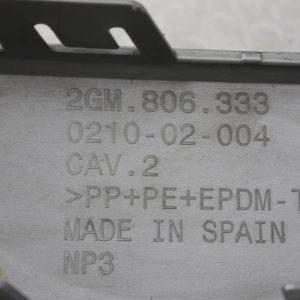 2GM.806.333
0210-02-004
CAV.2
>PP+PE+EPDM-T
MADE IN SPAIN
NP3